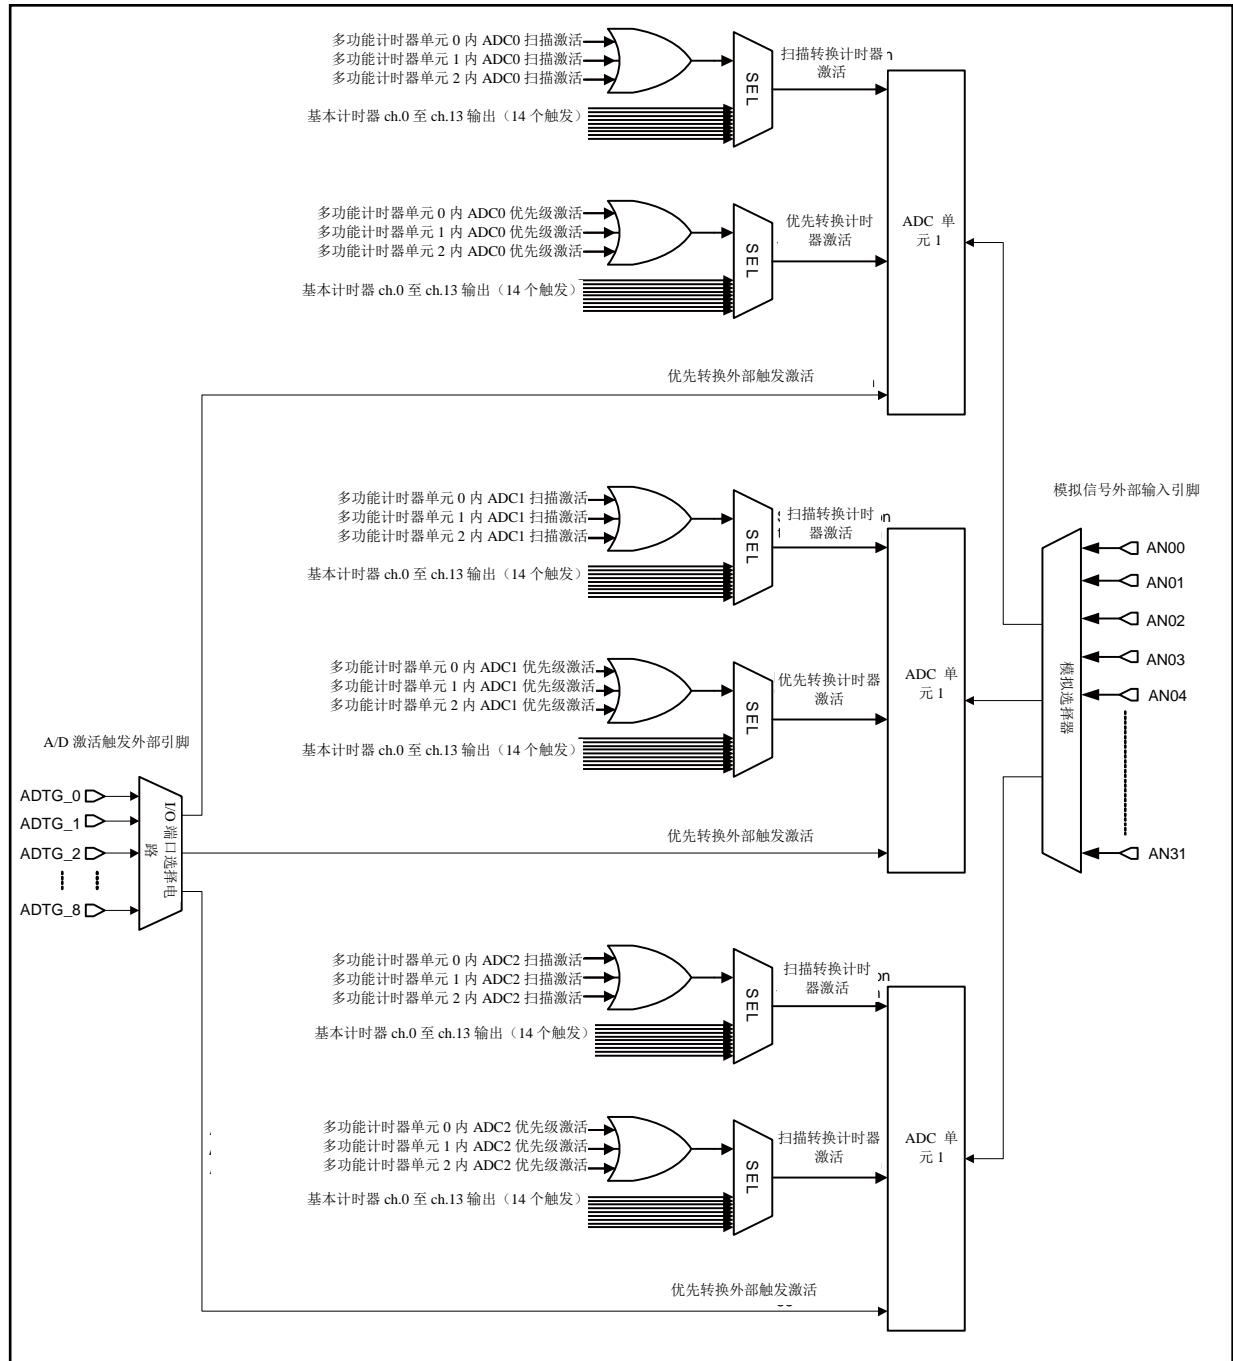 多功能计时器单元 0 内 ADC0 扫描激活
多功能计时器单元 1 内 ADC0 扫描激活
多功能计时器单元 2 内 ADC0 扫描激活
基本计时器 ch.0 至 ch.13 输出（14 个触发）
SEL
扫描转换计时器
激活
多功能计时器单元 0 内 ADC0 优先级激活
多功能计时器单元 1 内 ADC0 优先级激活
多功能计时器单元 2 内 ADC0 优先级激活
基本计时器 ch.0 至 ch.13 输出（14 个触发）
SEL
优先转换计时
器激活
ADC 单
元 1
优先转换外部触发激活
多功能计时器单元 0 内 ADC1 扫描激活
多功能计时器单元 1 内 ADC1 扫描激活
多功能计时器单元 2 内 ADC1 扫描激活
基本计时器 ch.0 至 ch.13 输出（14 个触发）
SEL
扫描转换计时
器激活
多功能计时器单元 0 内 ADC1 优先级激活
多功能计时器单元 1 内 ADC1 优先级激活
多功能计时器单元 2 内 ADC1 优先级激活
基本计时器 ch.0 至 ch.13 输出（14 个触发）
SEL
优先转换计时器
激活
ADC 单
元 1
优先转换外部触发激活
模拟信号外部输入引脚
模拟选择器
AN00
AN01
AN02
AN03
AN04
AN31
A/D 激活触发外部引脚
ADTG_0
ADTG_1
ADTG_2
ADTG_8
I/O 端口选择电
路
多功能计时器单元 0 内 ADC2 扫描激活
多功能计时器单元 1 内 ADC2 扫描激活
多功能计时器单元 2 内 ADC2 扫描激活
基本计时器 ch.0 至 ch.13 输出（14 个触发）
SEL
扫描转换计时
器激活
on
多功能计时器单元 0 内 ADC2 优先级激活
多功能计时器单元 1 内 ADC2 优先级激活
多功能计时器单元 2 内 ADC2 优先级激活
基本计时器 ch.0 至 ch.13 输出（14 个触发）
SEL
扫描转换计时器
激活
ADC 单
元 1
优先转换外部触发激活